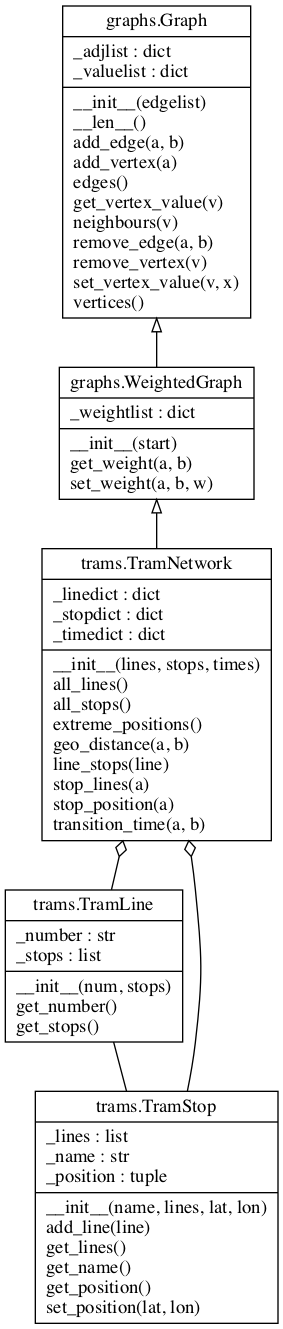 graphs.Graph
_adjlist : dict
_valuelist : dict
__init__(edgelist)
__len__()
add_edge(a, b)
add_vertex(a)
edges()
get_vertex_value(v)
neighbours(v)
remove_edge(a, b)
remove_vertex(v)
set_vertex_value(v, x)
vertices()
graphs.WeightedGraph
_weightlist : dict
__init__(start)
get_weight(a, b)
set_weight(a, b, w)
trams.TramNetwork
_linedict : dict
_stopdict : dict
_timedict : dict
__init__(lines, stops, times)
all_lines()
all_stops()
extreme_positions()
geo_distance(a, b)
line_stops(line)
stop_lines(a)
stop_position(a)
transition_time(a, b)
trams.TramLine
_number : str
_stops : list
__init__(num, stops)
get_number()
get_stops()
trams.TramStop
_lines : list
_name : str
_position : tuple
__init__(name, lines, lat, lon)
add_line(line)
get_lines()
get_name()
get_position()
set_position(lat, lon)